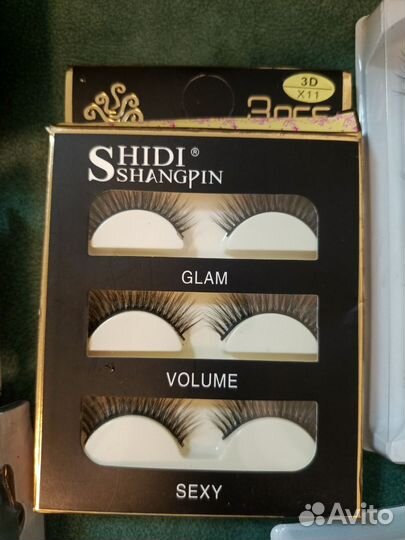 3D
X11
3pcs
SHIDI®
SHANGPIN
GLAM
VOLUME
SEXY
Avito